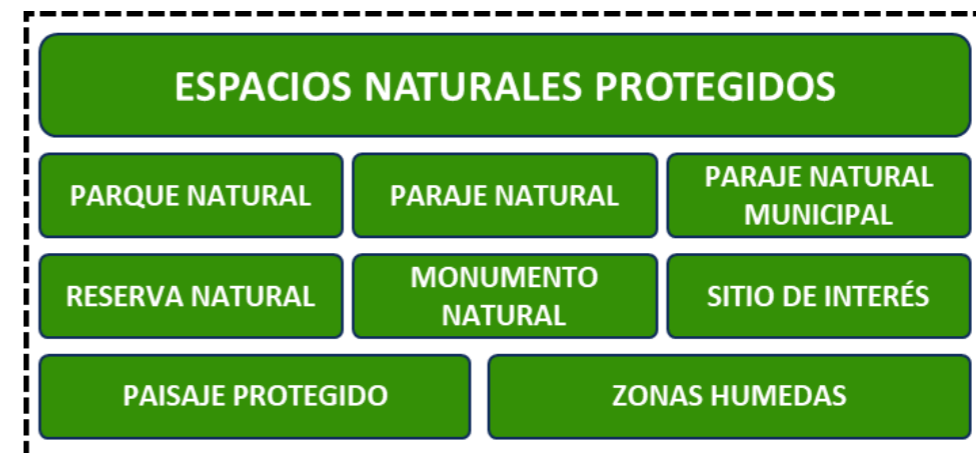 ESPACIOS NATURALES PROTEGIDOS
PARQUE NATURAL
PARAJE NATURAL
PARAJE NATURAL
MUNICIPAL
RESERVA NATURAL
MONUMENTO
NATURAL
SITIO DE INTERÉS
PAISAJE PROTEGIDO
ZONAS HUMEDAS